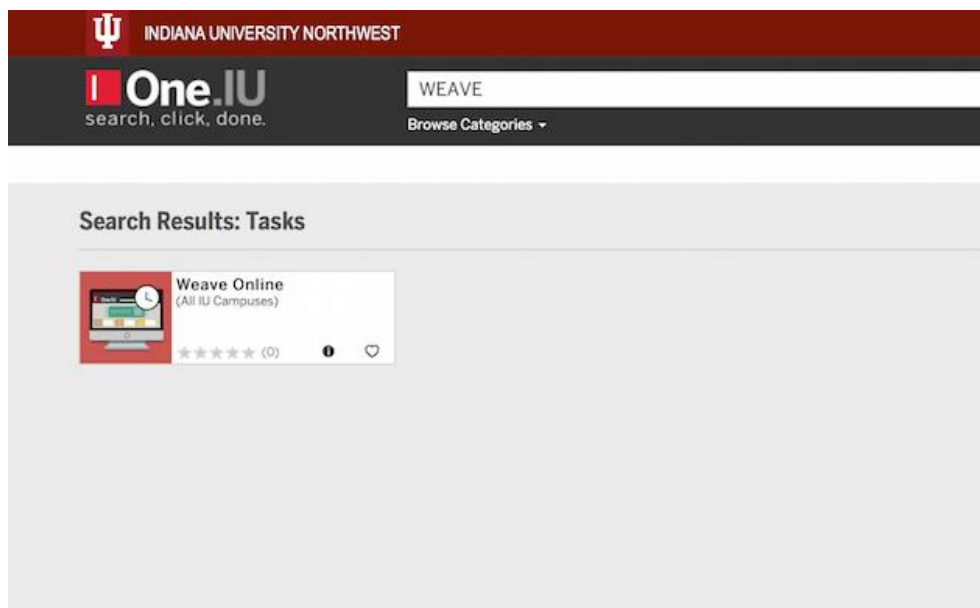 INDIANA UNIVERSITY NORTHWEST
One.IU
search, click, done.
WEAVE
Browse Categories
Search Results: Tasks
Weave Online
(All IU Campuses)
(0)